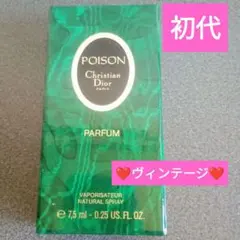 初代
POISON
Christian
Dior
PARIS
❤️ヴィンテージ❤️
PARFUM
VAPORISATEUR
NATURAL SPRAY
e 7,5 ml - 0.25 US. FL. OZ.